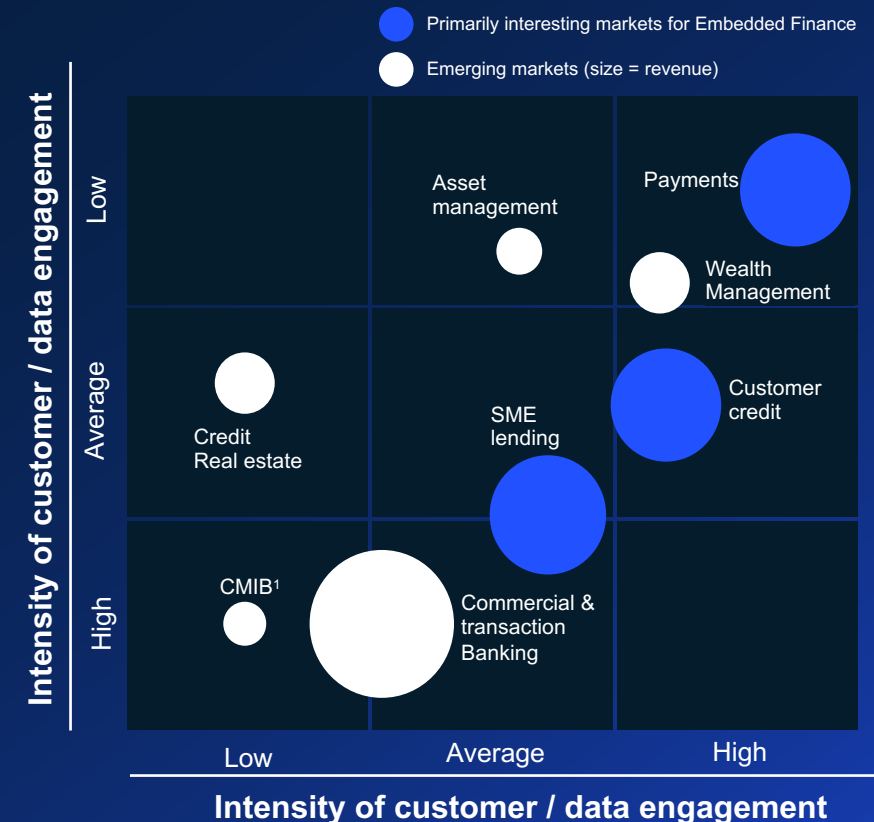 Primarily interesting markets for Embedded Finance
Emerging markets (size = revenue)
Intensity of customer / data engagement
Low
Average
High
Asset
management
Payments
Wealth
Management
Credit
Real estate
SME
lending
Customer
credit
CMIB¹
Commercial &
transaction
Banking
Low
Average
High
Intensity of customer / data engagement